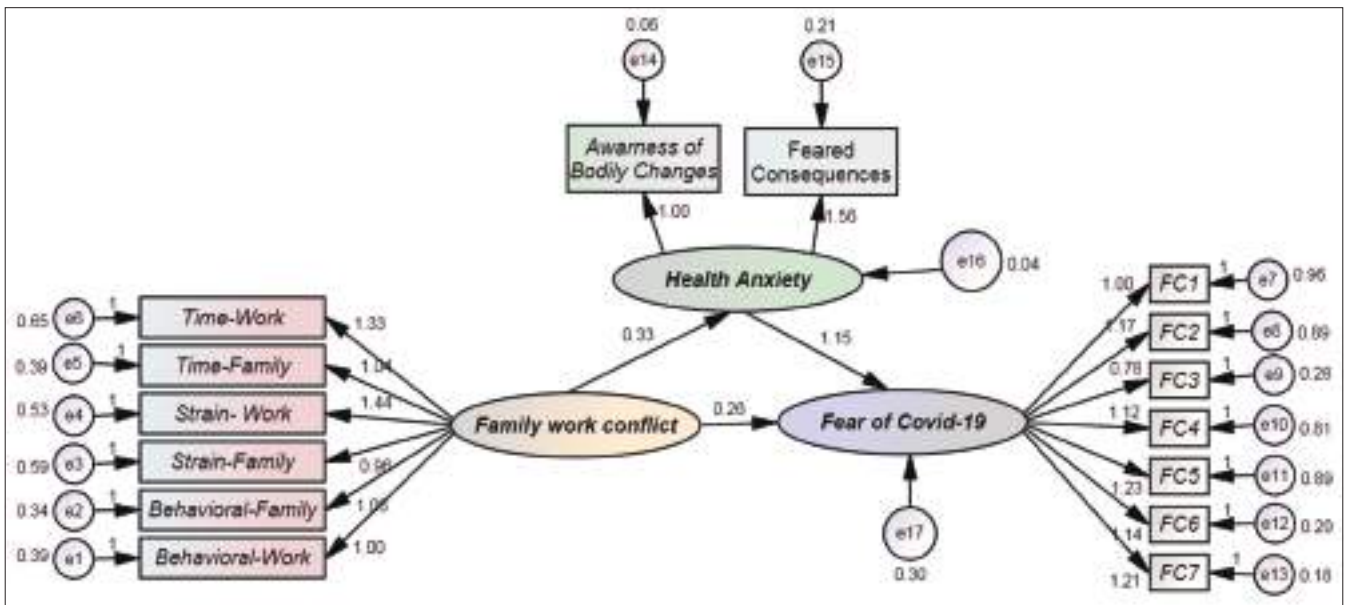 0.06
0.21
e14
e15
Awarness of
Bodily Changes
Feared
Consequences
1.00
1.56
Health Anxiety
e16
0.04
0.33
1.15
0.65
e6
1
Time-Work
1.33
0.39
e5
1
Time-Family
1.04
0.53
e4
1
Strain- Work
1.44
0.59
e3
1
Strain-Family
0.96
0.34
e2
1
Behavioral-Family
0.39
e1
1
Behavioral-Work
1.00
Family work conflict
0.26
Fear of Covid-19
e17
0.30
1.00
FC1
1
e7
0.96
1.17
FC2
1
e8
0.89
0.78
FC3
1
e9
0.28
1.12
FC4
1
e10
0.81
FC5
1
e11
0.89
1.23
FC6
1
e12
1.14
FC7
1
e13
0.18
1.21